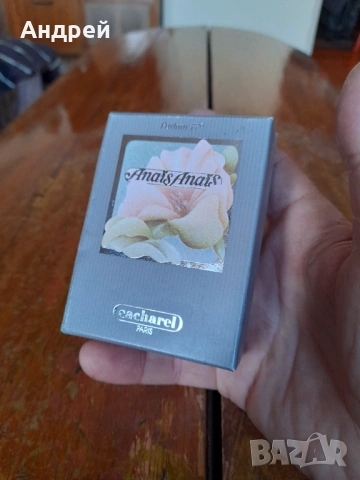 Андрей
Anaïs Anaïs
cacharel
PARIS
BAZAR